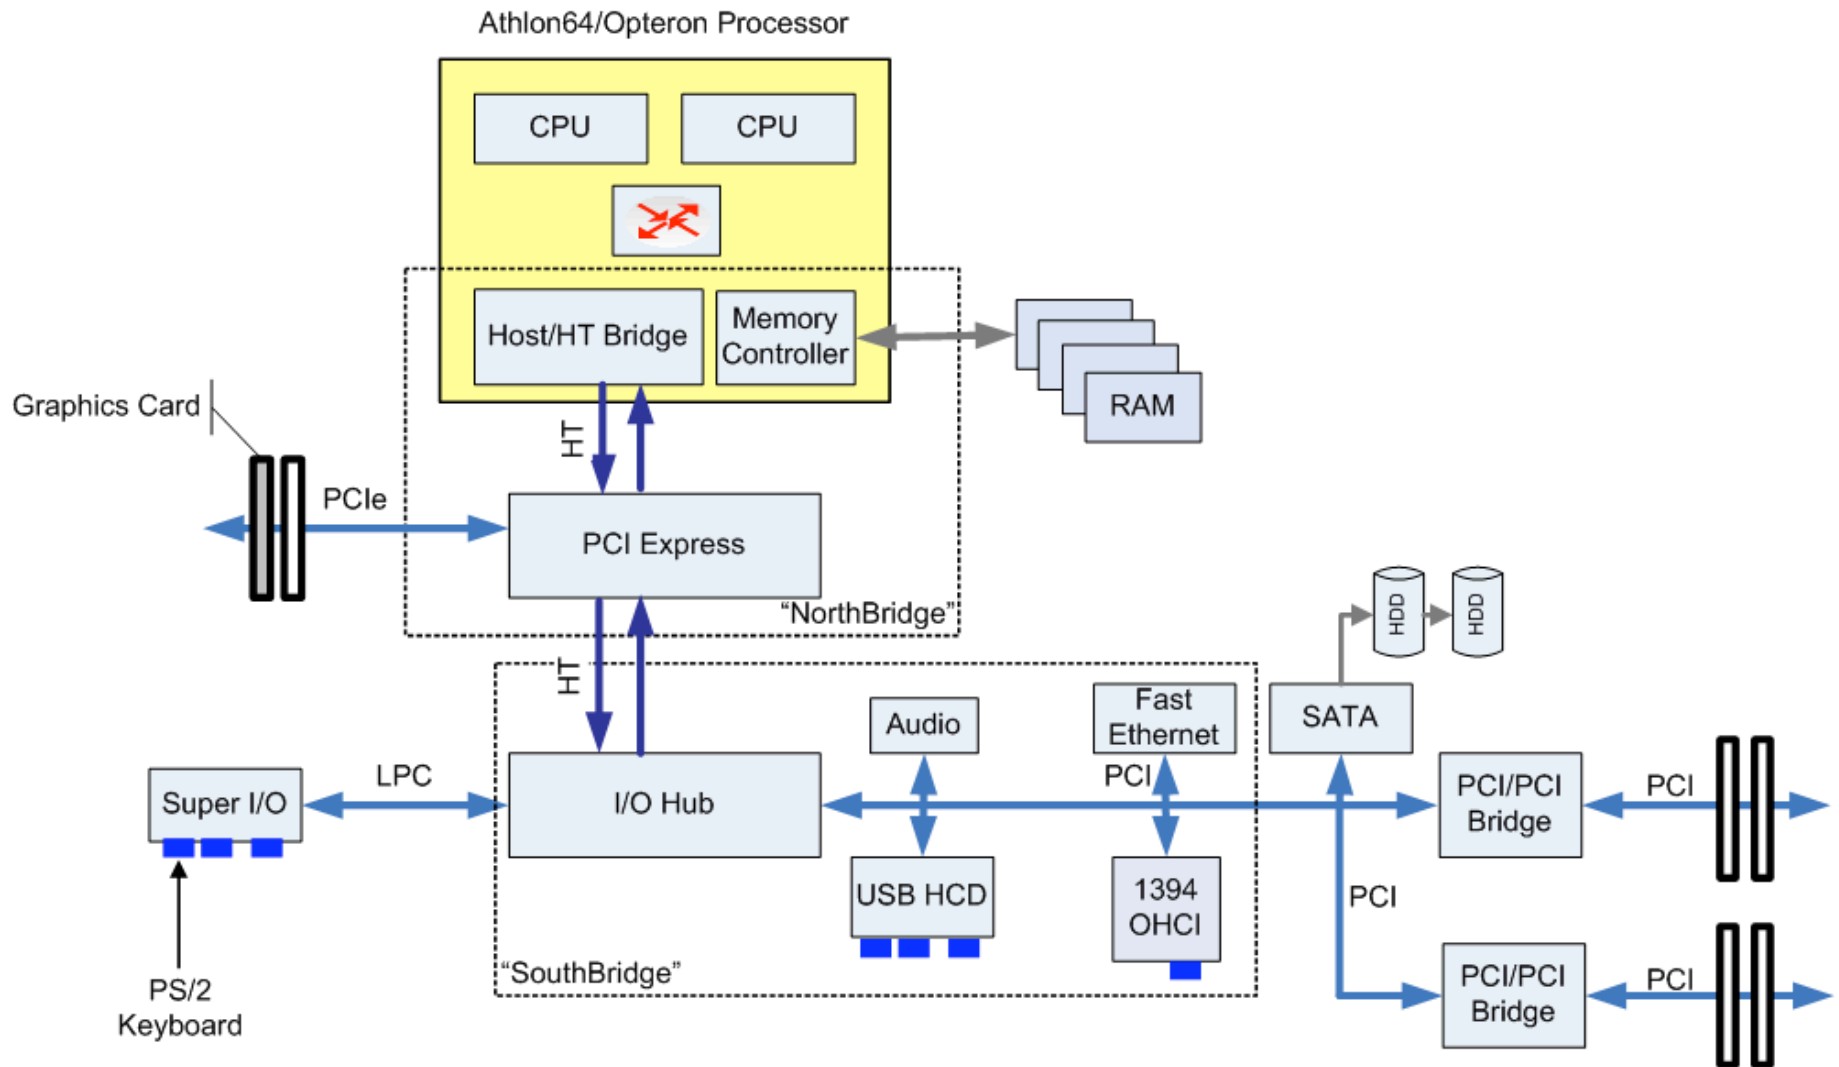 Athlon64/Opteron Processor
CPU
CPU
Host/HT Bridge
Memory
Controller
RAM
Graphics Card
HT
PCIe
PCI Express
"NorthBridge"
HDD
HDD
HT
Audio
Fast
Ethernet
SATA
Super I/O
LPC
I/O Hub
PCI
PCI/PCI
Bridge
PCI
USB HCD
1394
OHCI
PCI
"SouthBridge"
PCI/PCI
Bridge
PCI
PS/2
Keyboard